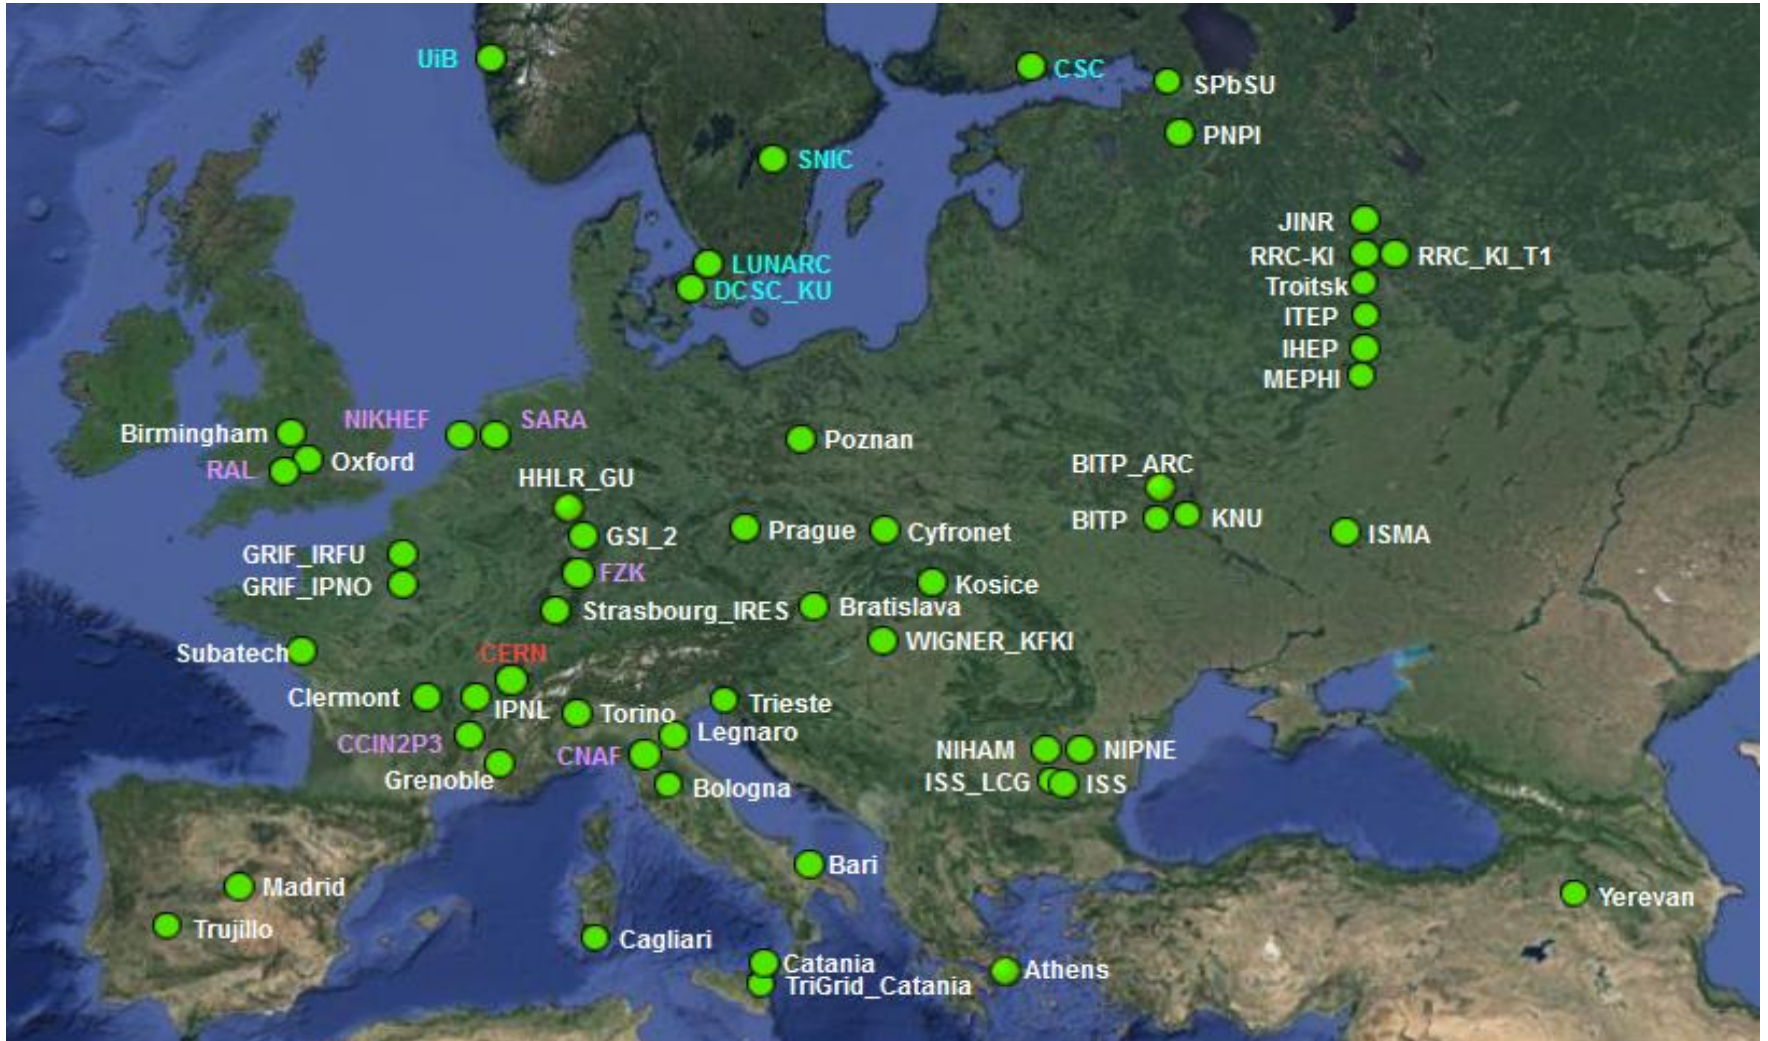 UiB
CSC
SPbSU
PNPI
SNIC
JINR
RRC-KI
RRC_KI_T1
LUNARC
Troitsk
DCSC_KU
ITEP
IHEP
MEPHI
NIKHEF
SARA
Birmingham
Poznan
Oxford
RAL
BITP_ARC
HHLR_GU
BITP
KNU
Prague
Cyfronet
ISMA
GSI_2
GRIF_IRFU
FZK
GRIF_IPNO
Kosice
Strasbourg_IRES
Bratislava
WIGNER_KFKI
Subatech
CERN
Clermont
IPNL
Torino
Trieste
Legnaro
CCIN2P3
CNAF
NIHAM
NIPNE
Grenoble
Bologna
ISS_LCG
ISS
Bari
Madrid
Yerevan
Trujillo
Cagliari
Catania
Athens
TriGrid_Catania